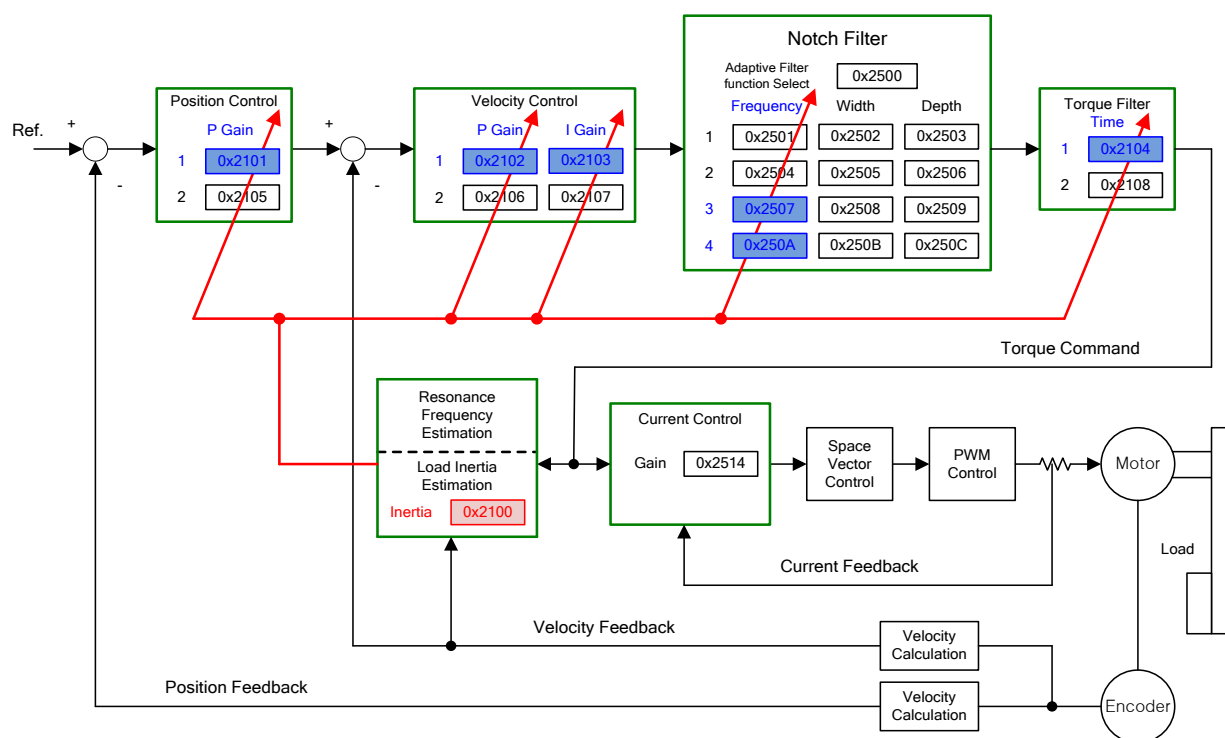 Notch Filter
Adaptive Filter
function Select
0x2500
Frequency
Width
Depth
1
0x2501
0x2502
0x2503
2
0x2504
0x2505
0x2506
3
0x2507
0x2508
0x2509
4
0x250A
0x250B
0x250C
Ref.
+
-
Position Control
P Gain
1
0x2101
2
0x2105
+
-
Velocity Control
P Gain
I Gain
1
0x2102
0x2103
2
0x2106
0x2107
Torque Filter
Time
1
0x2104
2
0x2108
Torque Command
Resonance
Frequency
Estimation
Load Inertia
Estimation
Inertia
0x2100
Current Control
Gain
0x2514
Space
Vector
Control
PWM
Control
Motor
Load
Current Feedback
Velocity Feedback
Velocity
Calculation
Position Feedback
Velocity
Calculation
Encoder